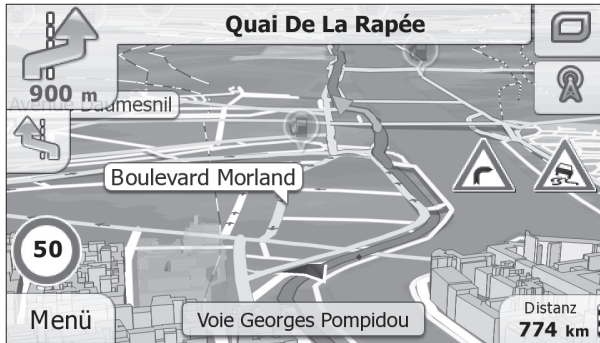 Quai De La Rapée
900 m
Avenue Daumesnil
Boulevard Morland
50
Menü
Voie Georges Pompidou
Distanz
774 km